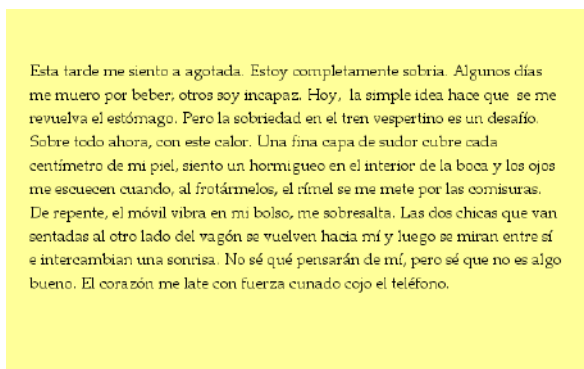 Esta tarde me siento a agotada. Estoy completamente sobria. Algunos días
me muero por beber; otros soy incapaz. Hoy,  la simple idea hace que  se me
revuelva el estómago. Pero la sobriedad en el tren vespertino es un desafío.
Sobre todo ahora, con este calor. Una fina capa de sudor cubre cada
centímetro de mi piel, siento un hormigueo en el interior de la boca y los ojos
me escuecen cuando, al frotármelos, el rímel se me mete por las comisuras.
De repente, el móvil vibra en mi bolso, me sobresalta. Las dos chicas que van
sentadas al otro lado del vagón se vuelven hacia mí y luego se miran entre sí
e intercambian una sonrisa. No sé qué pensarán de mí, pero sé que no es algo
bueno. El corazón me late con fuerza cunado cojo el teléfono.